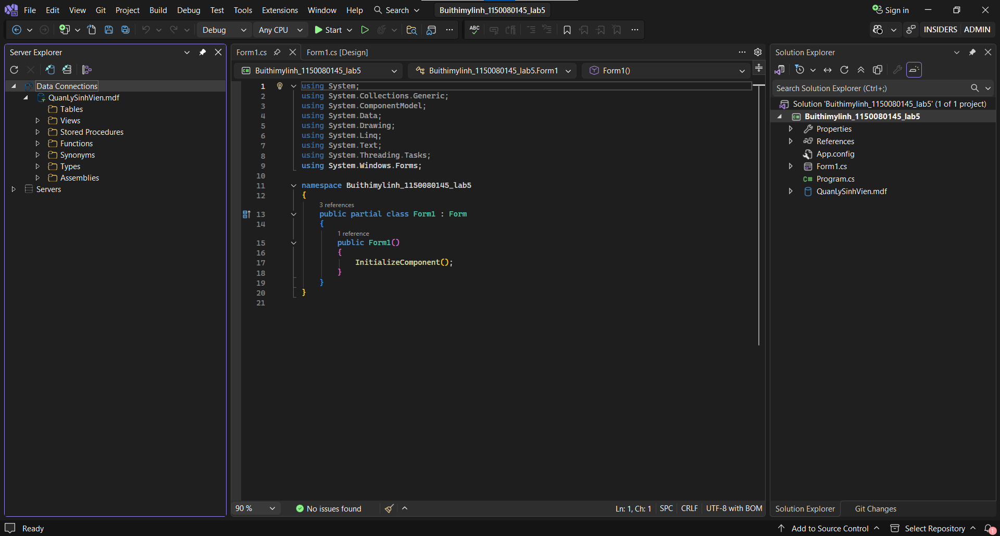 File Edit View Git Project Build Debug Test Tools Extensions Window Help Search Buithimylinh_1150080145_lab5 Sign in
Debug Any CPU Start ABC INSIDERS ADMIN
Server Explorer
Data Connections
QuanLySinhVien.mdf
Tables
Views
Stored Procedures
Functions
Synonyms
Types
Assemblies
Servers
Form1.cs Form1.cs [Design]
Buithimylinh_1150080145_lab5 Buithimylinh_1150080145_lab5.Form1 Form1()
1 using System;
2 using System.Collections.Generic;
3 using System.ComponentModel;
4 using System.Data;
5 using System.Drawing;
6 using System.Linq;
7 using System.Text;
8 using System.Threading.Tasks;
9 using System.Windows.Forms;
10
11 namespace Buithimylinh_1150080145_lab5
12 {
3 references
13 public partial class Form1 : Form
14 {
1 reference
15 public Form1()
16 {
17 InitializeComponent();
18 }
19 }
20 }
21
90 % No issues found Ln: 1, Ch: 1 SPC CRLF UTF-8 with BOM
Solution Explorer
Search Solution Explorer (Ctrl+;)
Solution 'Buithimylinh_1150080145_lab5' (1 of 1 project)
Buithimylinh_1150080145_lab5
Properties
References
App.config
Form1.cs
C# Program.cs
QuanLySinhVien.mdf
Solution Explorer Git Changes
Ready Add to Source Control Select Repository 1